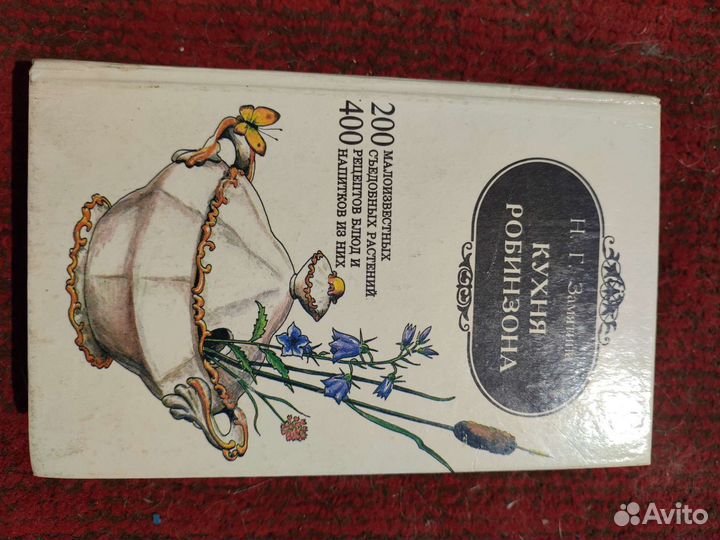 Н. Г. Замятина
КУХНЯ
РОБИНЗОНА
200 МАЛОИЗВЕСТНЫХ
СЪЕДОБНЫХ РАСТЕНИЙ
400 РЕЦЕПТОВ БЛЮД И
НАПИТКОВ ИЗ НИХ
Avito